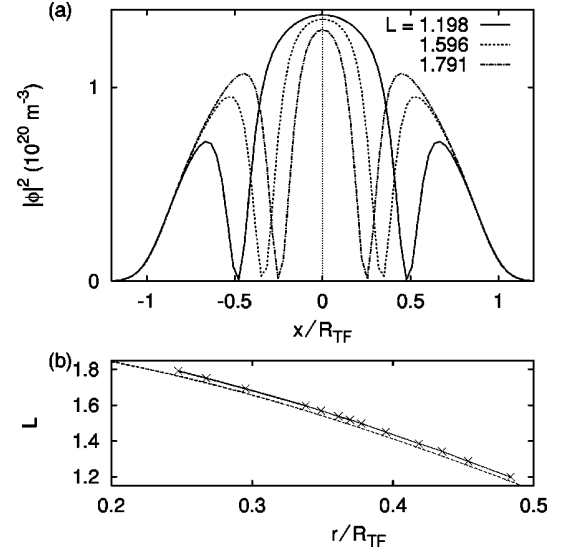 (a)
L = 1.198
1.596
1.791
1
0
|ϕ|² (10²⁰ m⁻³)
-1 -0.5 0 0.5 1
x/R_TF
(b)
1.8
1.6
1.4
1.2
L
0.2 0.3 0.4 0.5
r/R_TF